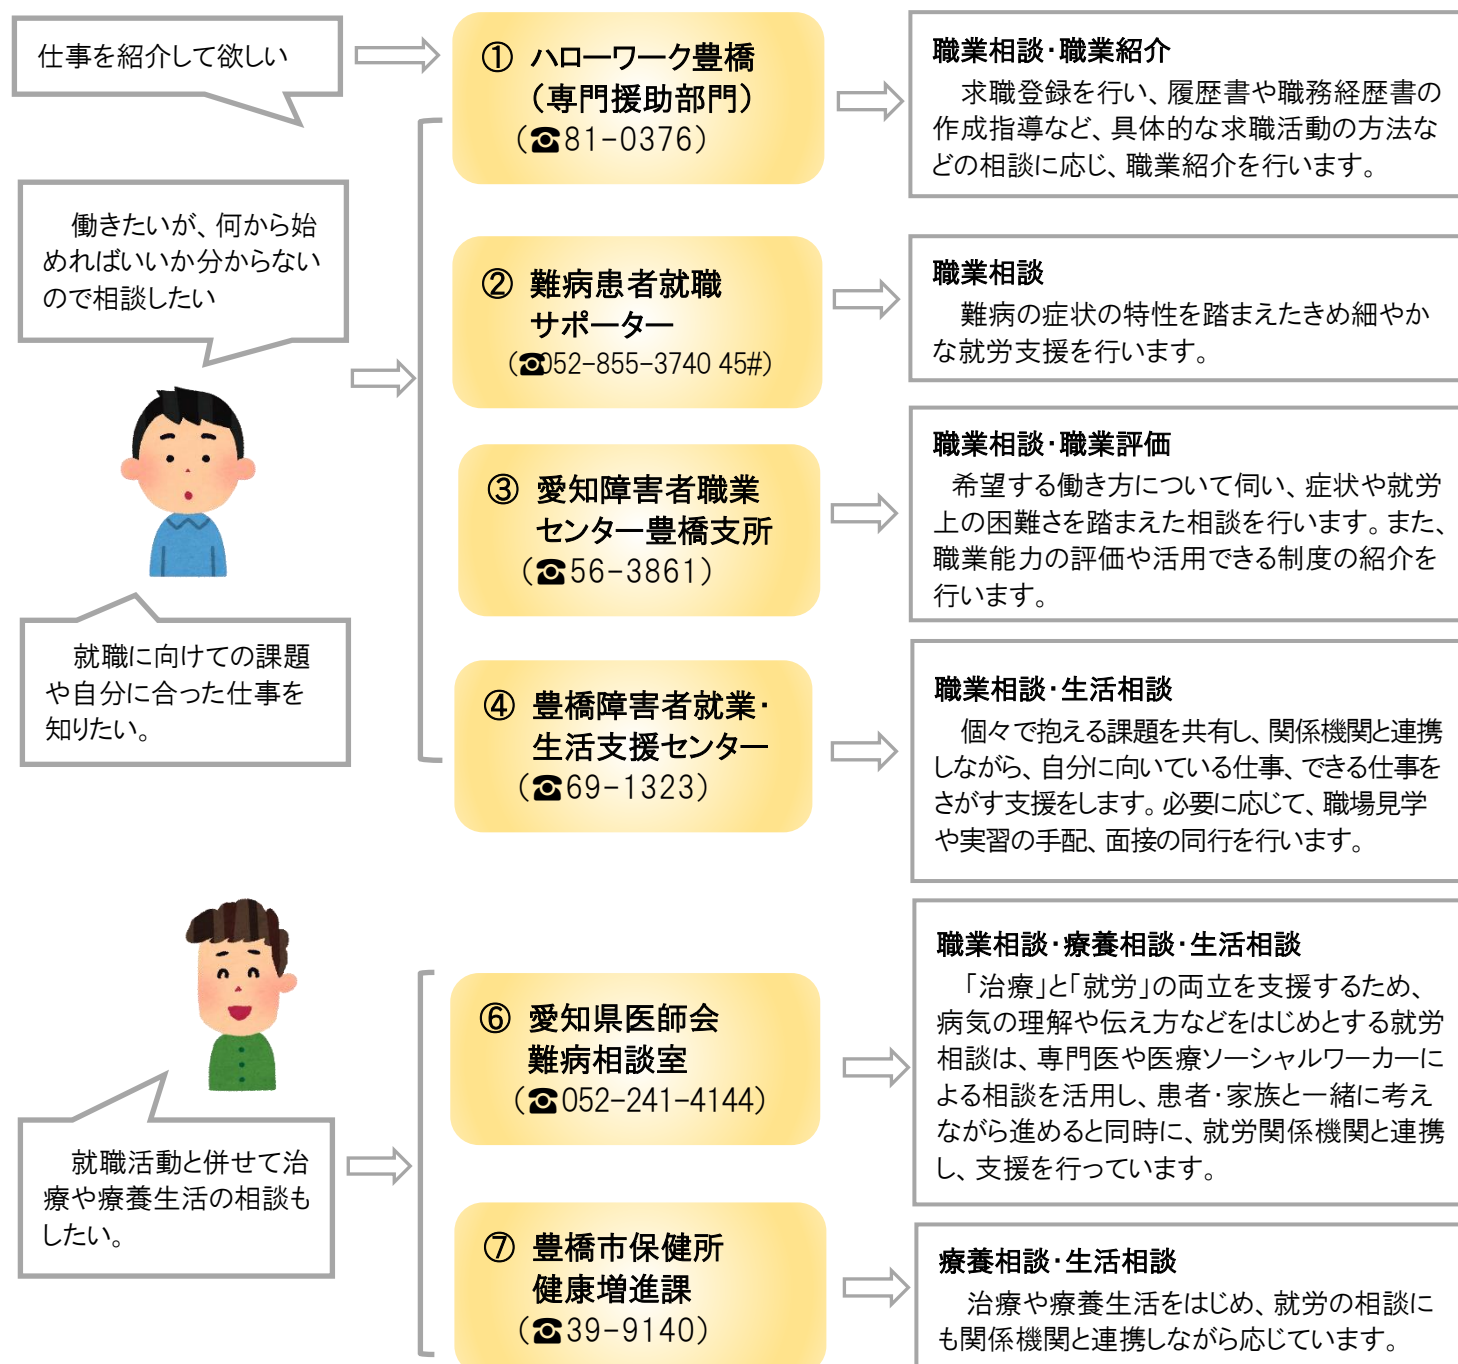 仕事を紹介して欲しい
① ハローワーク豊橋
（専門援助部門）
（☎81-0376）
職業相談・職業紹介
求職登録を行い、履歴書や職務経歴書の
作成指導など、具体的な求職活動の方法な
どの相談に応じ、職業紹介を行います。
働きたいが、何から始
めればいいか分からない
ので相談したい
② 難病患者就職
サポーター
（☎052-855-3740 45#）
職業相談
難病の症状の特性を踏まえたきめ細やか
な就労支援を行います。
③ 愛知障害者職業
センター豊橋支所
（☎56-3861）
職業相談・職業評価
希望する働き方について伺い、症状や就労
上の困難さを踏まえた相談を行います。また、
職業能力の評価や活用できる制度の紹介を
行います。
就職に向けての課題
や自分に合った仕事を
知りたい。
④ 豊橋障害者就業・
生活支援センター
（☎69-1323）
職業相談・生活相談
個々で抱える課題を共有し、関係機関と連携
しながら、自分に向いている仕事、できる仕事を
さがす支援をします。必要に応じて、職場見学
や実習の手配、面接の同行を行います。
就職活動と併せて治
療や療養生活の相談も
したい。
⑥ 愛知県医師会
難病相談室
（☎052-241-4144）
職業相談・療養相談・生活相談
「治療」と「就労」の両立を支援するため、
病気の理解や伝え方などをはじめとする就労
相談は、専門医や医療ソーシャルワーカーに
よる相談を活用し、患者・家族と一緒に考え
ながら進めると同時に、就労関係機関と連携
し、支援を行っています。
⑦ 豊橋市保健所
健康増進課
（☎39-9140）
療養相談・生活相談
治療や療養生活をはじめ、就労の相談に
も関係機関と連携しながら応じています。